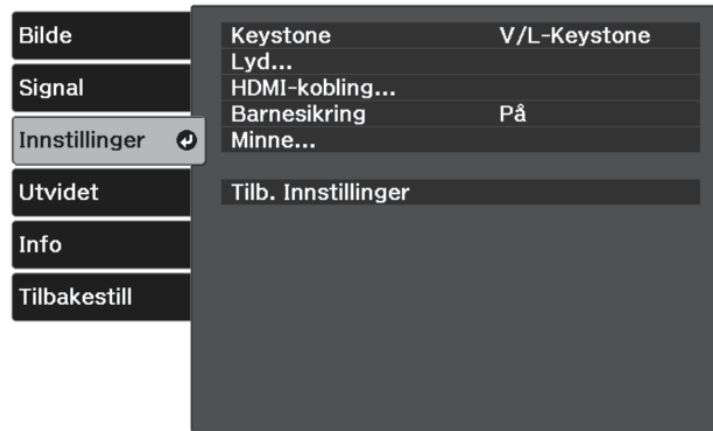 Bilde
Signal
Innstillinger
Utvidet
Info
Tilbakestill
Keystone V/L-Keystone
Lyd...
HDMI-kobling...
Barnesikring På
Minne...
Tilb. Innstillinger